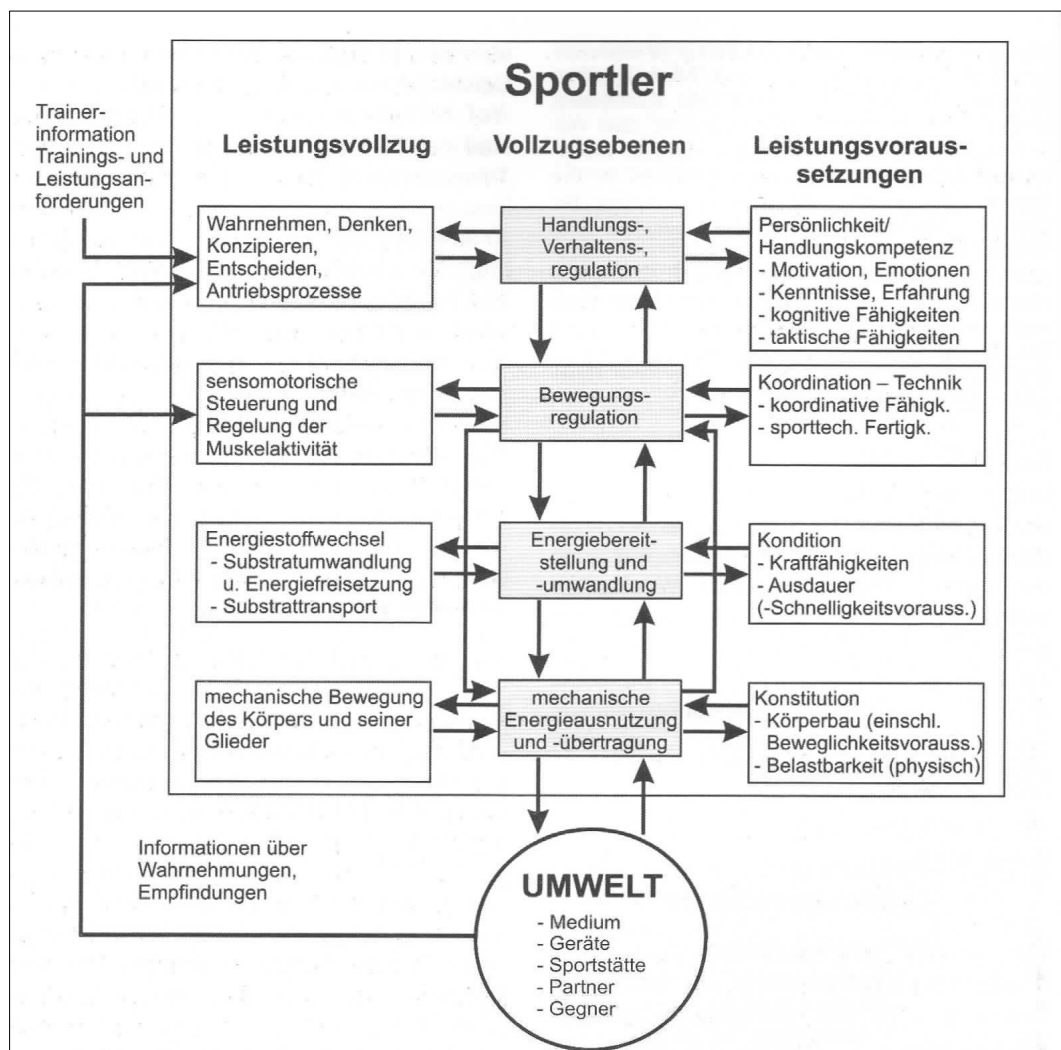 Sportler
Trainer-
information
Trainings- und
Leistungsan-
forderungen
Leistungsvollzug
Vollzugsebenen
Leistungsvoraus-
setzungen
Wahrnehmen, Denken,
Konzipieren,
Entscheiden,
Antriebsprozesse
Handlungs-,
Verhaltens-,
regulation
Persönlichkeit/
Handlungskompetenz
- Motivation, Emotionen
- Kenntnisse, Erfahrung
- kognitive Fähigkeiten
- taktische Fähigkeiten
sensomotorische
Steuerung und
Regelung der
Muskelaktivität
Bewegungs-
regulation
Koordination – Technik
- koordinative Fähigk.
- sporttech. Fertigk.
Energiestoffwechsel
- Substratumwandlung
u. Energiefreisetzung
- Substrattransport
Energiebereit-
stellung und
-umwandlung
Kondition
- Kraftfähigkeiten
- Ausdauer
(-Schnelligkeitsvorauss.)
mechanische Bewegung
des Körpers und seiner
Glieder
mechanische
Energieausnutzung
und -übertragung
Konstitution
- Körperbau (einschl.
Beweglichkeitsvorauss.)
- Belastbarkeit (physisch)
Informationen über
Wahrnehmungen,
Empfindungen
UMWELT
- Medium
- Geräte
- Sportstätte
- Partner
- Gegner